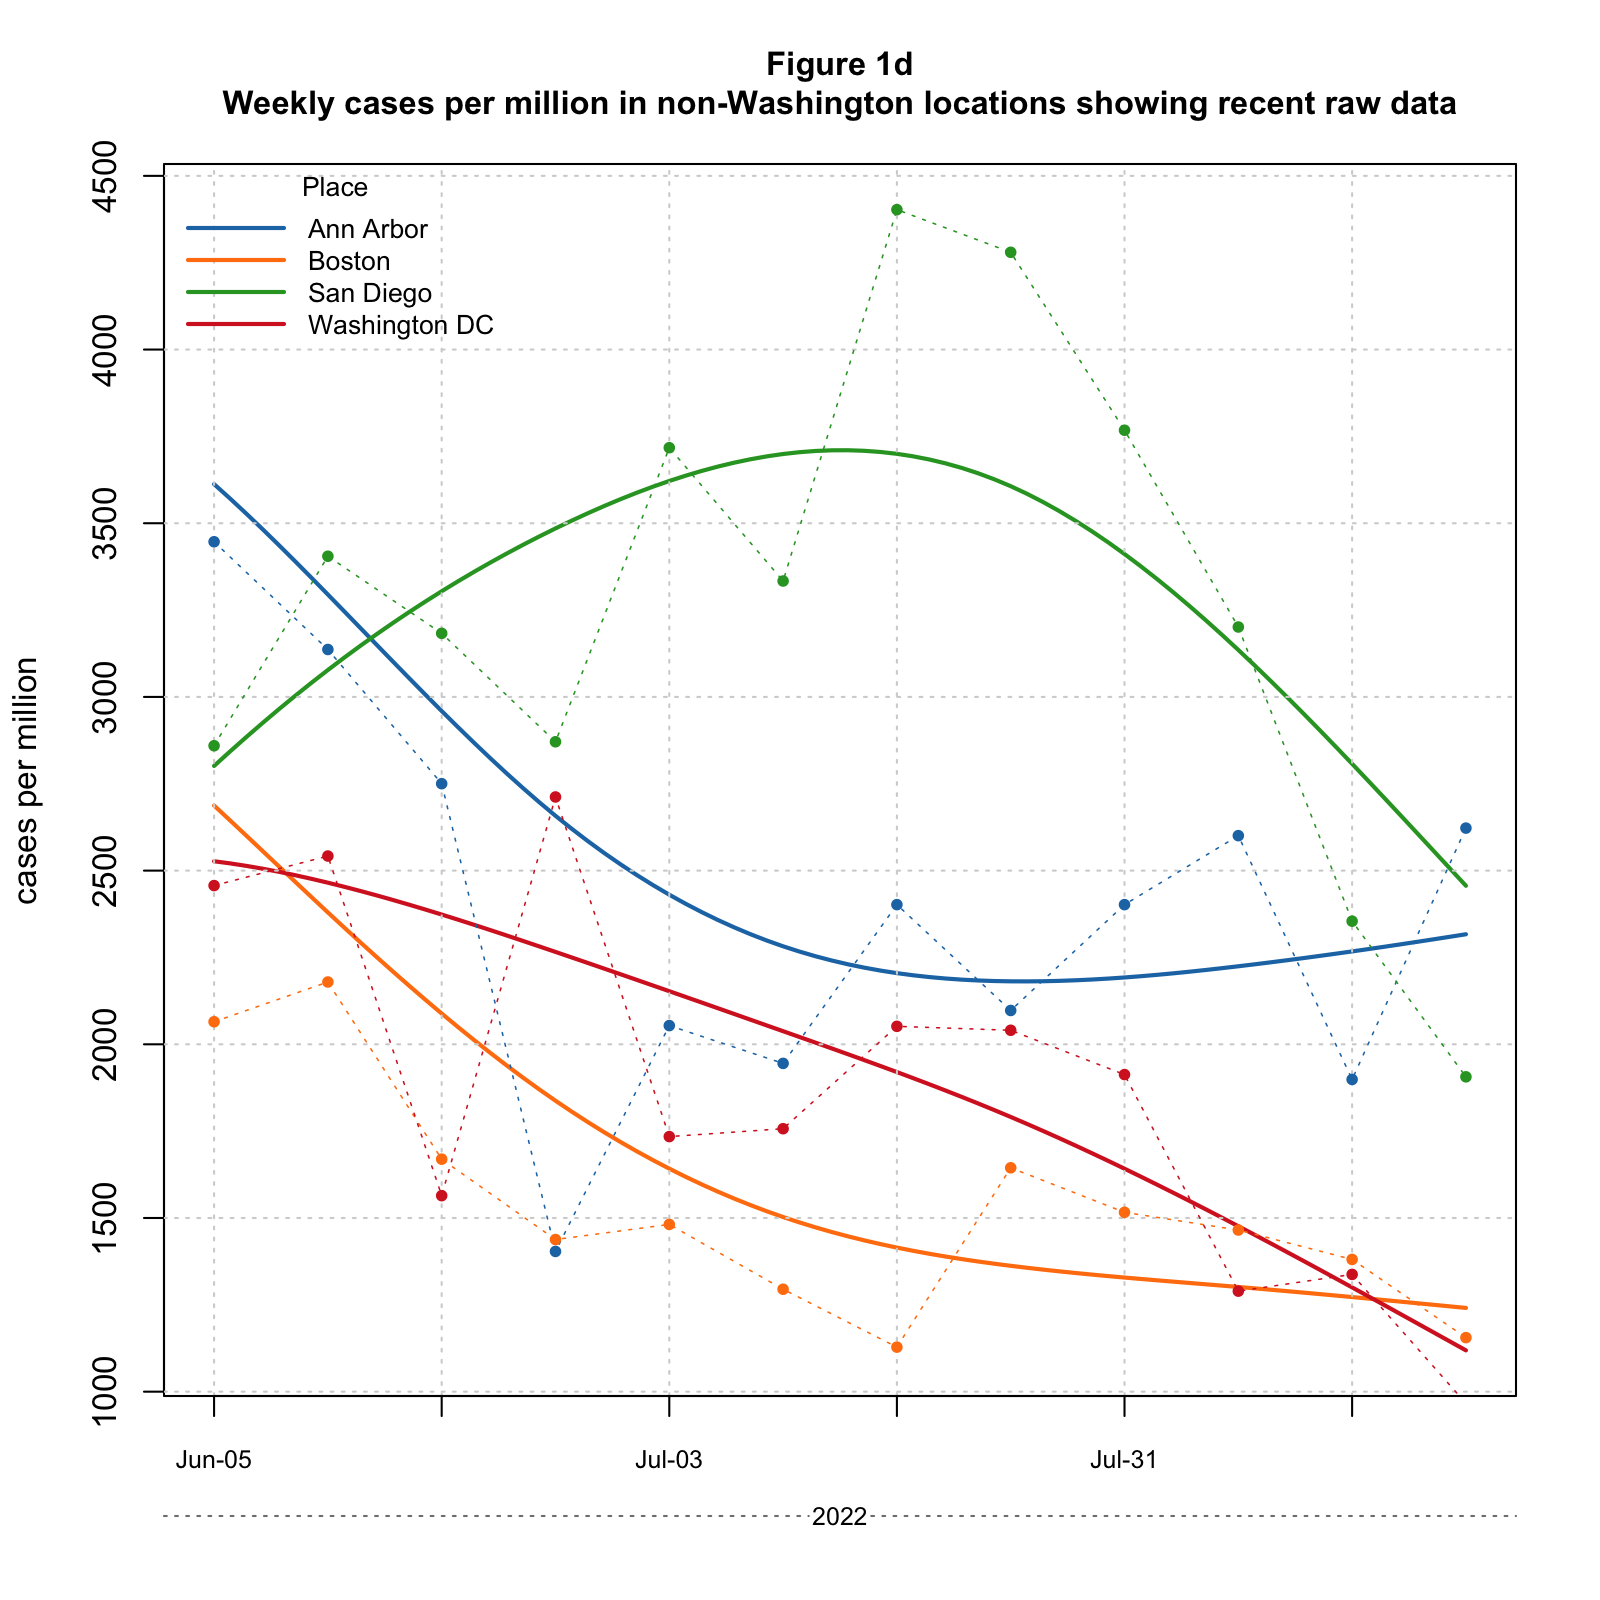 Figure 1d
Weekly cases per million in non-Washington locations showing recent raw data
cases per million
4500
4000
3500
3000
2500
2000
1500
1000
Place
Ann Arbor
Boston
San Diego
Washington DC
Jun-05 Jul-03 Jul-31
2022